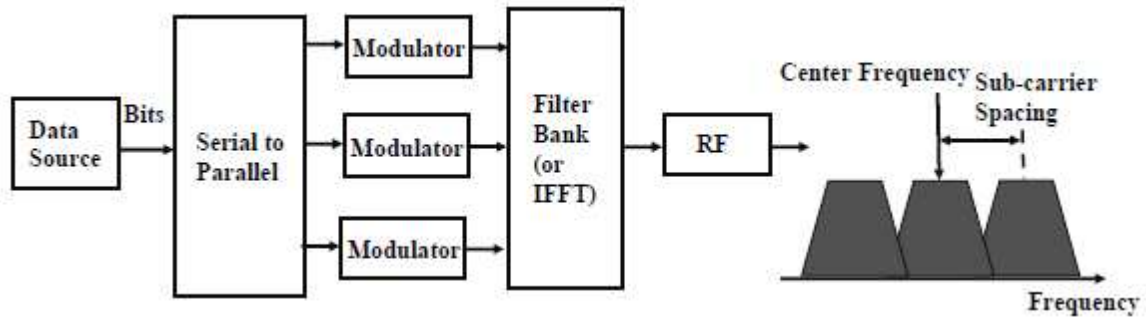 Data
Source
Bits
Serial to
Parallel
Modulator
Modulator
Modulator
Filter
Bank
(or
IFFT)
RF
Center Frequency
Sub-carrier
Spacing
Frequency